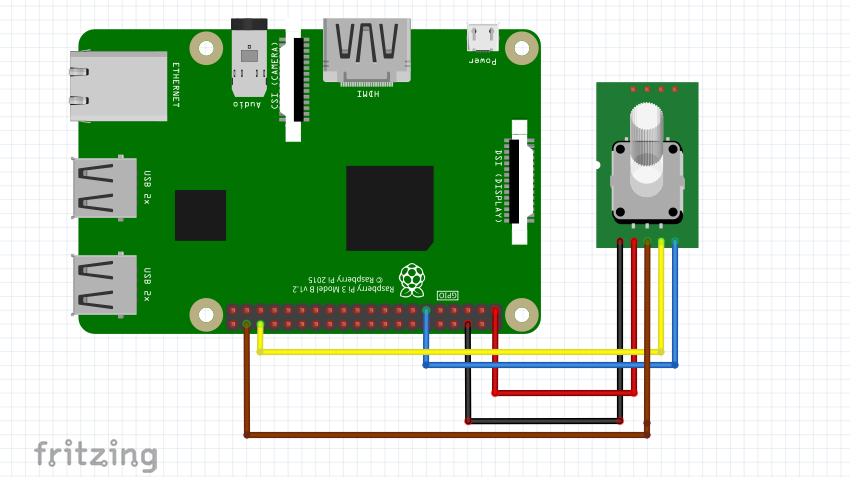 ETHERNET
Audio
CSI (CAMERA)
HDMI
Power
USB 2x
DSI (DISPLAY)
USB 2x
Raspberry Pi 3 Model B v1.2
© Raspberry Pi 2015
GPIO
fritzing